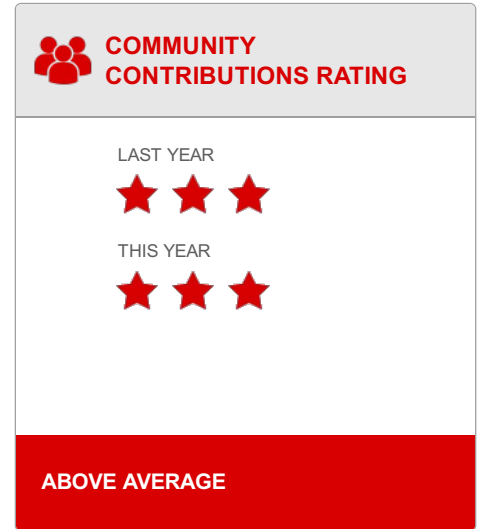 COMMUNITY
CONTRIBUTIONS RATING
LAST YEAR
THIS YEAR
ABOVE AVERAGE